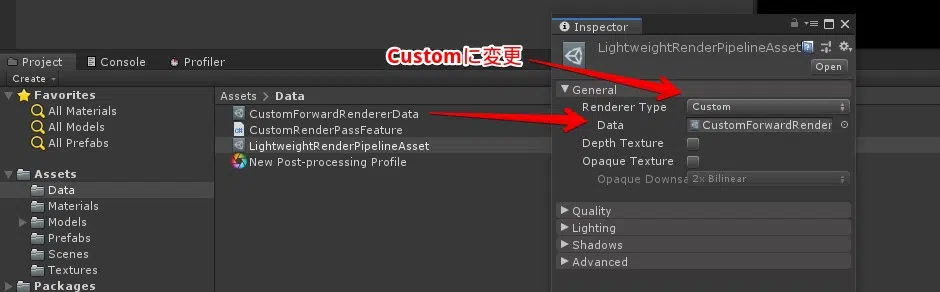 Inspector
LightweightRenderPipelineAsset
Open
Customに変更
Project
Console
Profiler
Create
Favorites
All Materials
All Models
All Prefabs
Assets
Data
Materials
Models
Prefabs
Scenes
Textures
Packages
Assets > Data
CustomForwardRendererData
CustomRenderPassFeature
LightweightRenderPipelineAsset
New Post-processing Profile
General
Renderer Type Custom
Data CustomForwardRender
Depth Texture
Opaque Texture
Opaque Downsa 2x Bilinear
Quality
Lighting
Shadows
Advanced